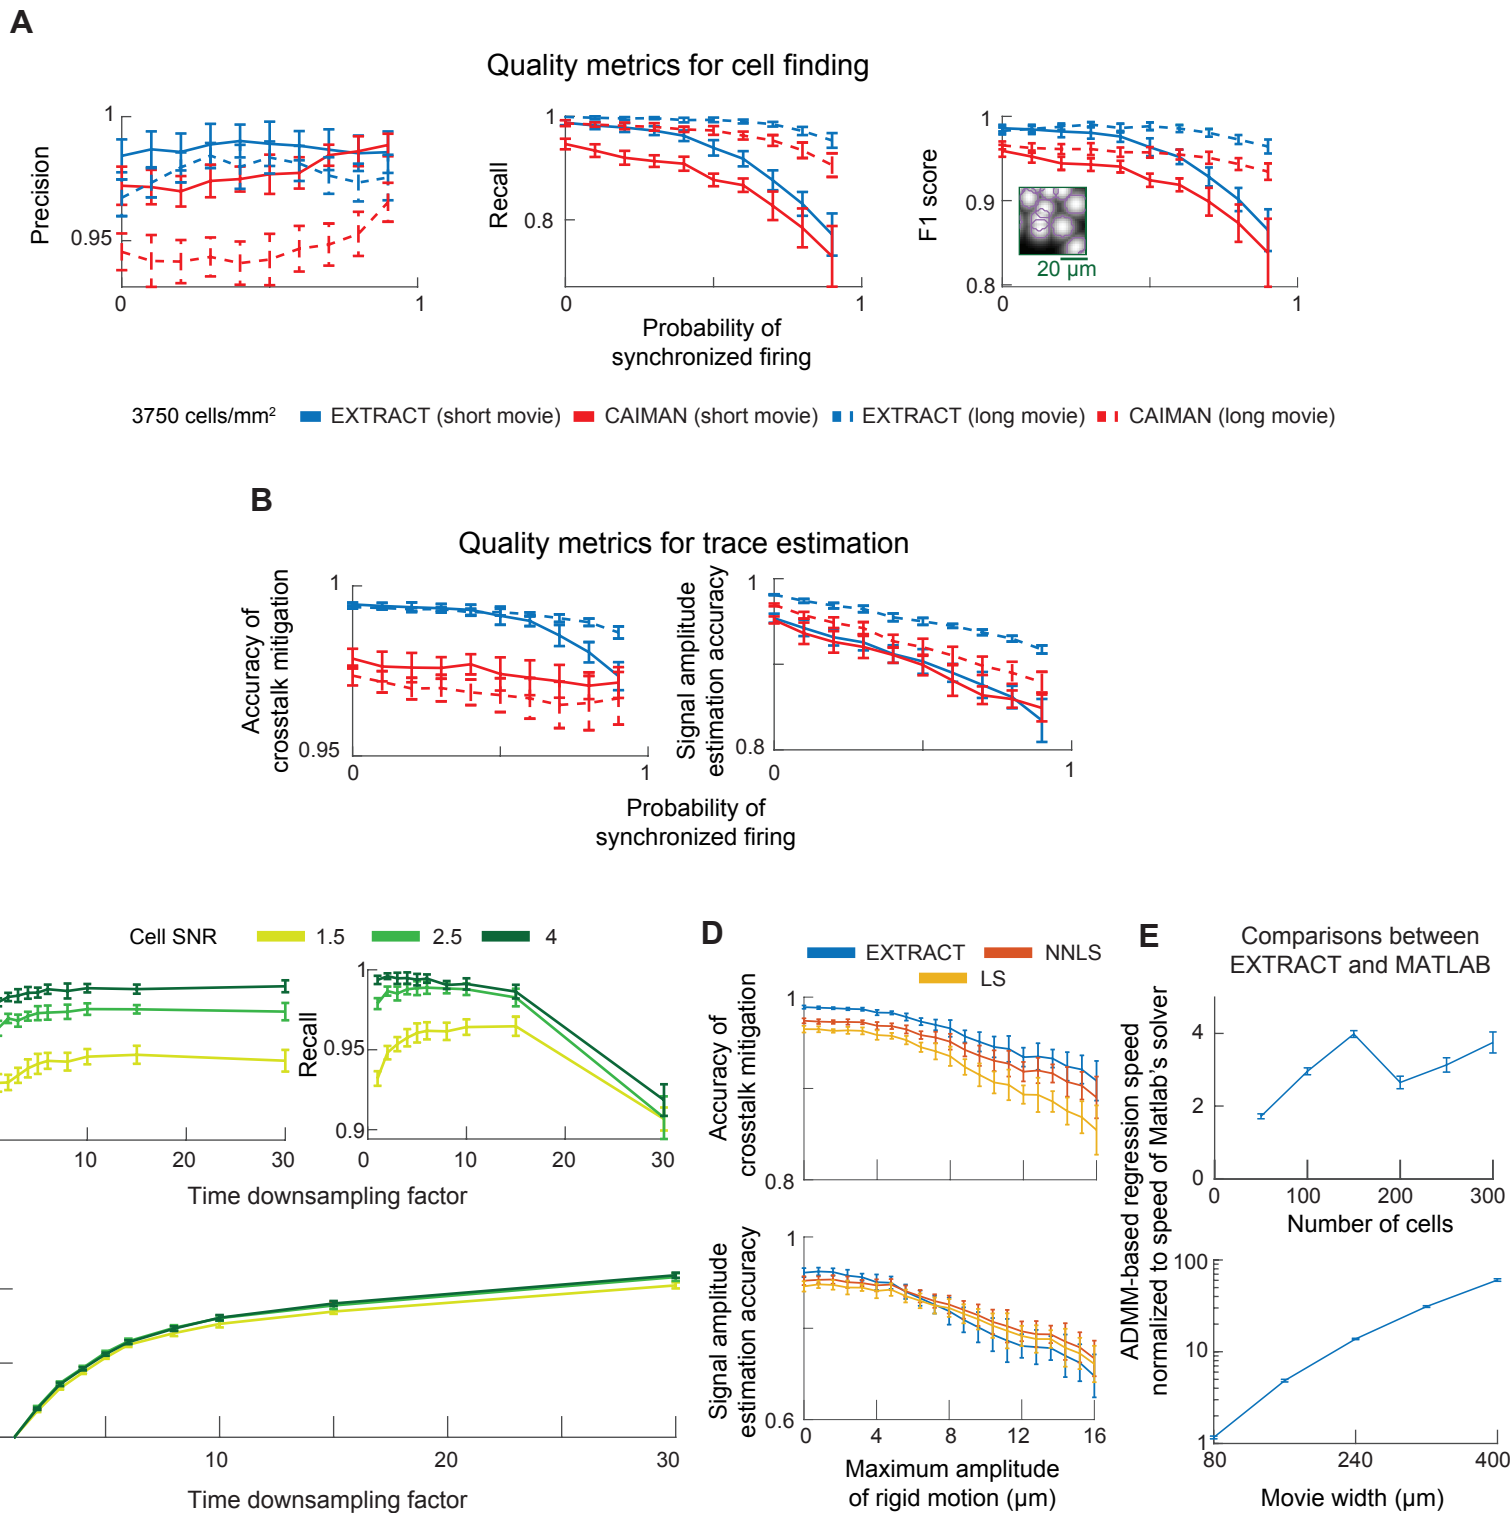 A
Quality metrics for cell finding
Precision
1
0.95
0
1
Recall
1
0.8
0
1
F1 score
1
0.9
0.8
0
1
20 µm
Probability of
synchronized firing
3750 cells/mm²
EXTRACT (short movie)
CAIMAN (short movie)
EXTRACT (long movie)
CAIMAN (long movie)
B
Quality metrics for trace estimation
Accuracy of
crosstalk mitigation
1
0.95
0
1
Signal amplitude
estimation accuracy
1
0.8
0
1
Probability of
synchronized firing
Cell SNR
1.5
2.5
4
10
20
30
Recall
1
0.95
0.9
0
10
20
30
Time downsampling factor
10
20
30
Time downsampling factor
D
EXTRACT
NNLS
LS
Accuracy of
crosstalk mitigation
1
0.8
Signal amplitude
estimation accuracy
1
0.6
0
4
8
12
16
Maximum amplitude
of rigid motion (µm)
E
Comparisons between
EXTRACT and MATLAB
ADMM-based regression speed
normalized to speed of Matlab's solver
4
2
0
0
100
200
300
Number of cells
100
10
1
80
240
400
Movie width (µm)